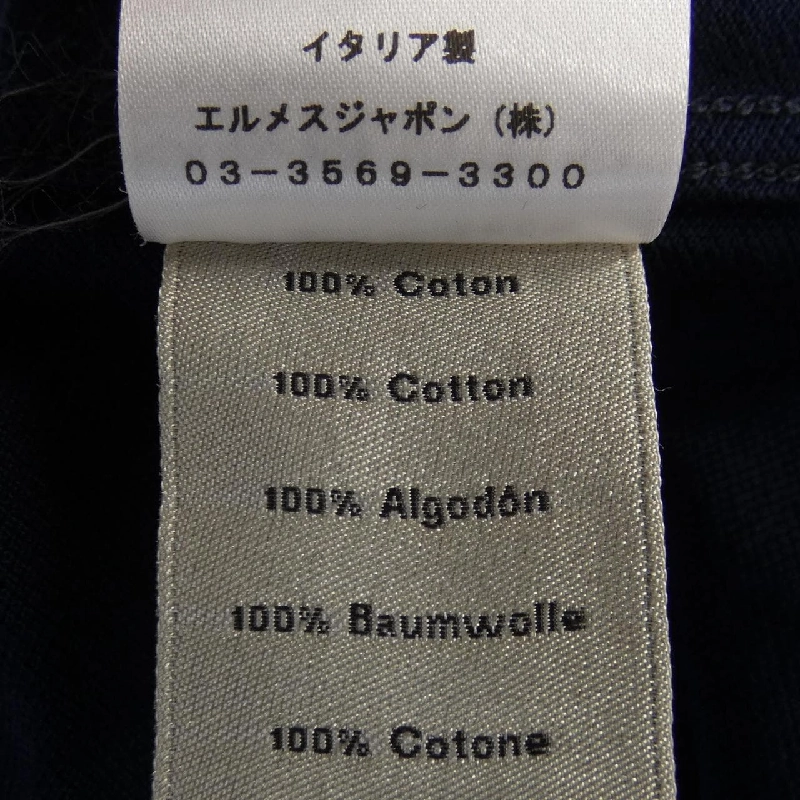 イタリア製
エルメスジャポン（株）
03-3569-3300
100% Coton
100% Cotton
100% Algodón
100% Baumwolle
100% Cotone